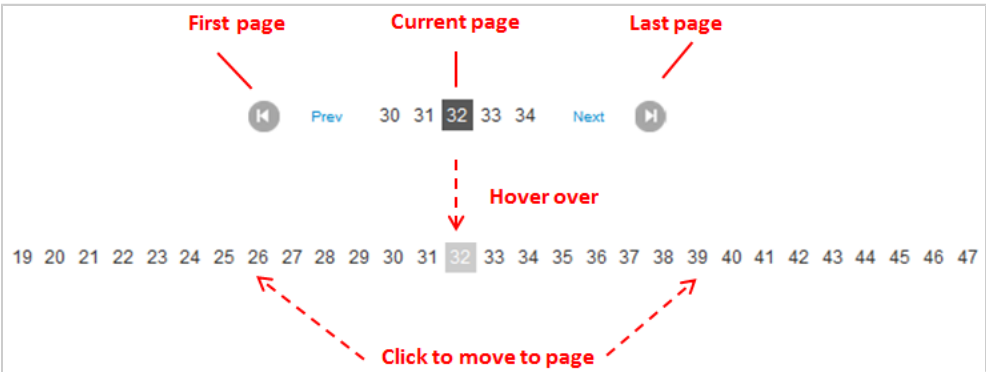 First page Current page Last page
Prev 30 31 32 33 34 Next
Hover over
19 20 21 22 23 24 25 26 27 28 29 30 31 32 33 34 35 36 37 38 39 40 41 42 43 44 45 46 47
Click to move to page